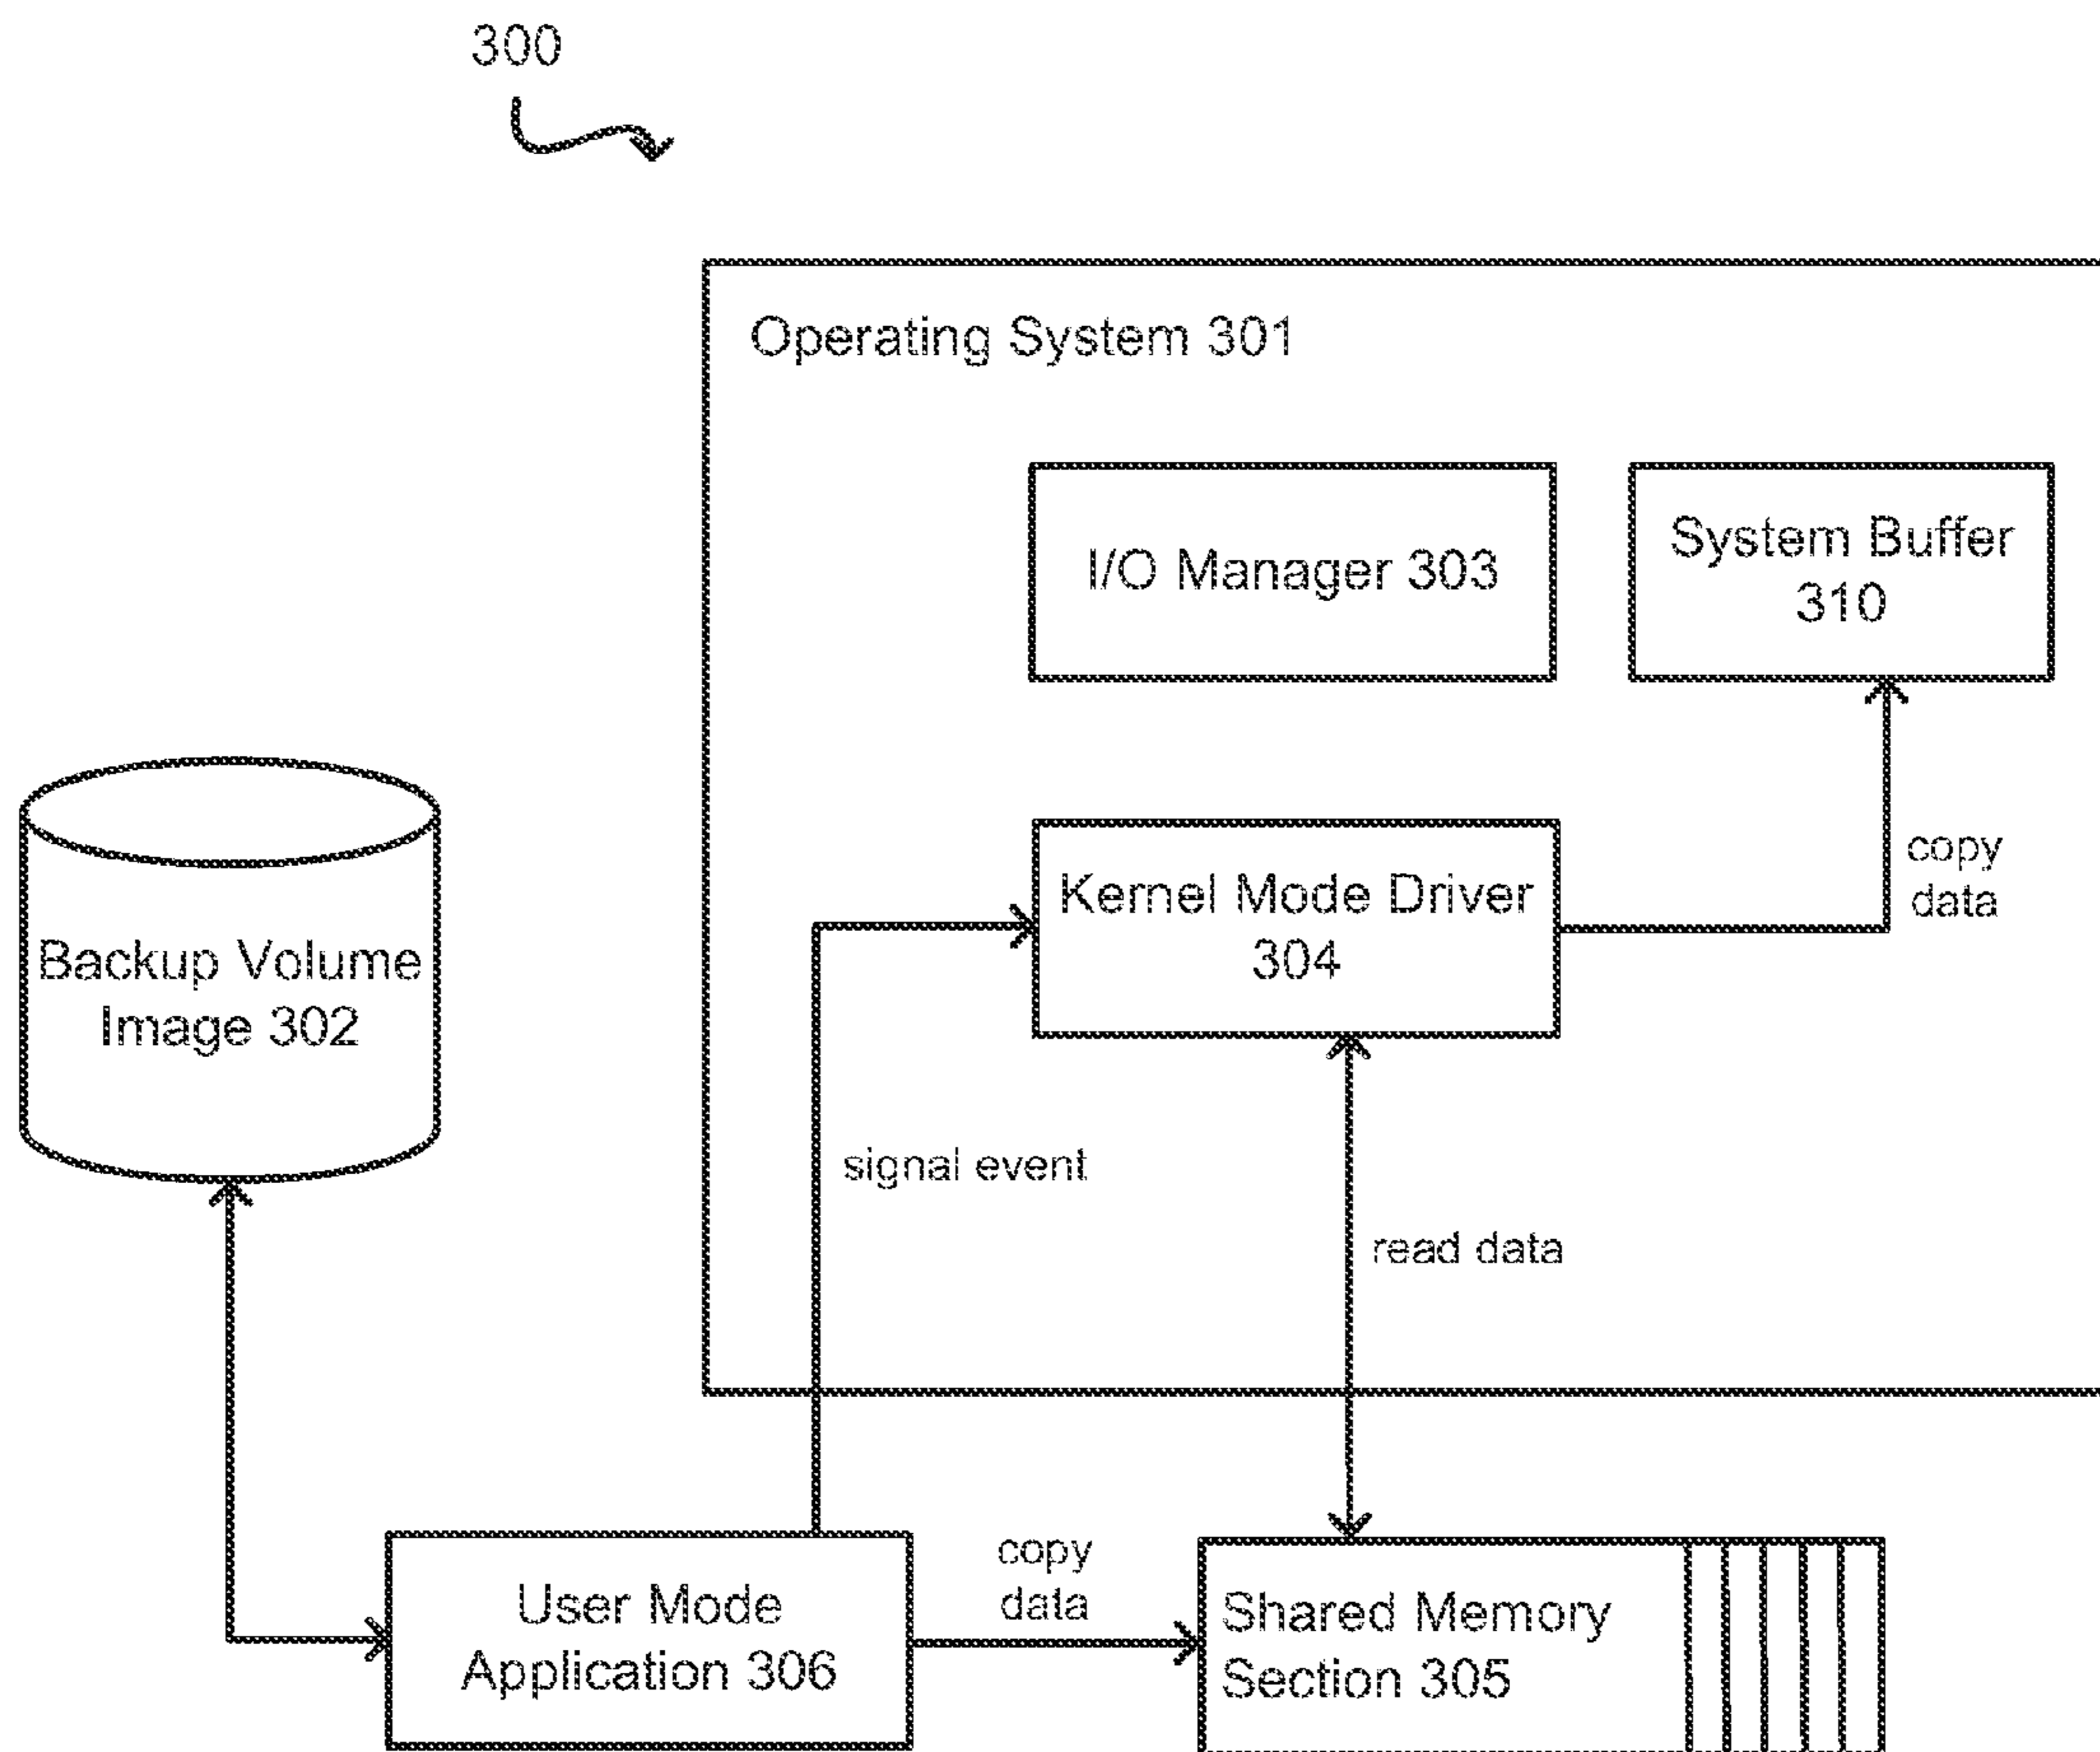 300
Operating System 301
I/O Manager 303
System Buffer
310
copy
data
Kernel Mode Driver
304
Backup Volume
Image 302
signal event
read data
copy
data
User Mode
Application 306
Shared Memory
Section 305